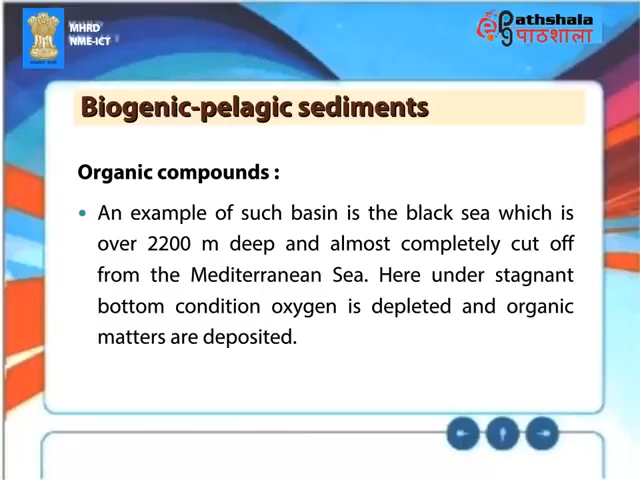 MHRD
NME-ICT
Pathshala
पाठशाला
Biogenic-pelagic sediments
Organic compounds :
• An example of such basin is the black sea which is
over 2200 m deep and almost completely cut off
from the Mediterranean Sea. Here under stagnant
bottom condition oxygen is depleted and organic
matters are deposited.